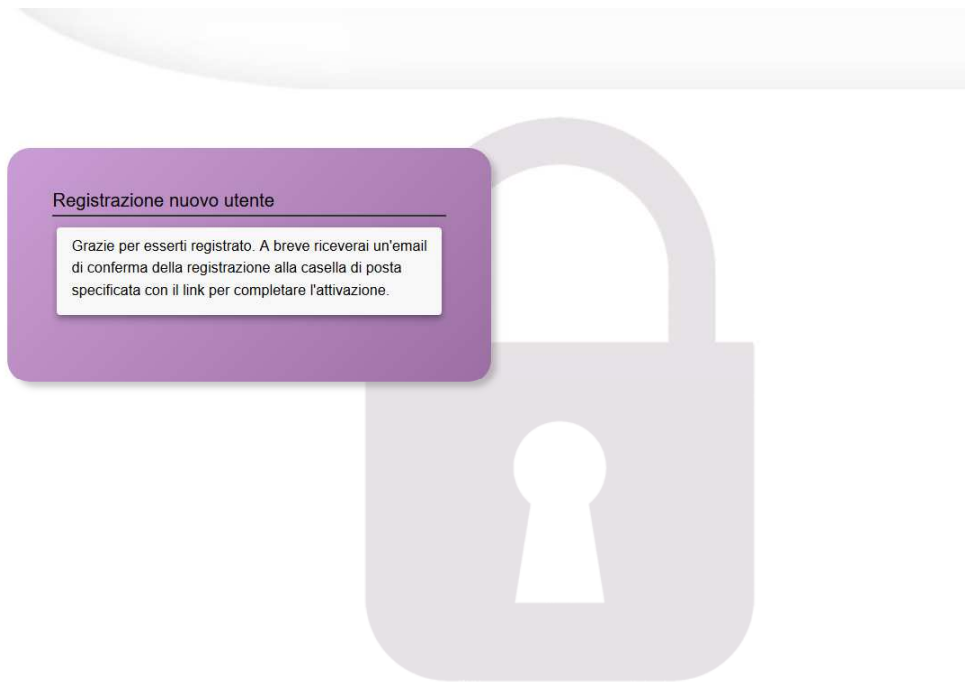 Registrazione nuovo utente
Grazie per esserti registrato. A breve riceverai un'email
di conferma della registrazione alla casella di posta
specificata con il link per completare l'attivazione.